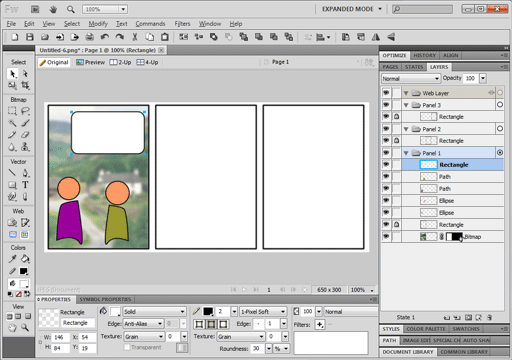 Fw
100%
EXPANDED MODE
File Edit View Select Modify Text Commands Filters Window Help
Untitled-6.png* : Page 1 @ 100% (Rectangle)
Select
Original Preview 2-Up 4-Up
Page 1
Bitmap
Vector
Web
Colors
View
OPTIMIZE HISTORY ALIGN
PAGES STATES LAYERS
Normal Opacity 100
Web Layer
Panel 3
Rectangle
Panel 2
Rectangle
Panel 1
Rectangle
Path
Path
Ellipse
Ellipse
Rectangle
Bitmap
State 1
1
650 x 300 100%
STYLES COLOR PALETTE SWATCHES
PATH IMAGE EDIT SPECIAL CH AUTO SHA
DOCUMENT LIBRARY COMMON LIBRARY
PROPERTIES SYMBOL PROPERTIES
Rectangle
Rectangle
W: 146 X: 54
H: 84 Y: 19
Solid
Edge: Anti-Alias 0
Texture: Grain 0%
Transparent
2 1-Pixel Soft
Edge: 1
Texture: Grain 0%
Roundness: 30 %
100 Normal
Filters: